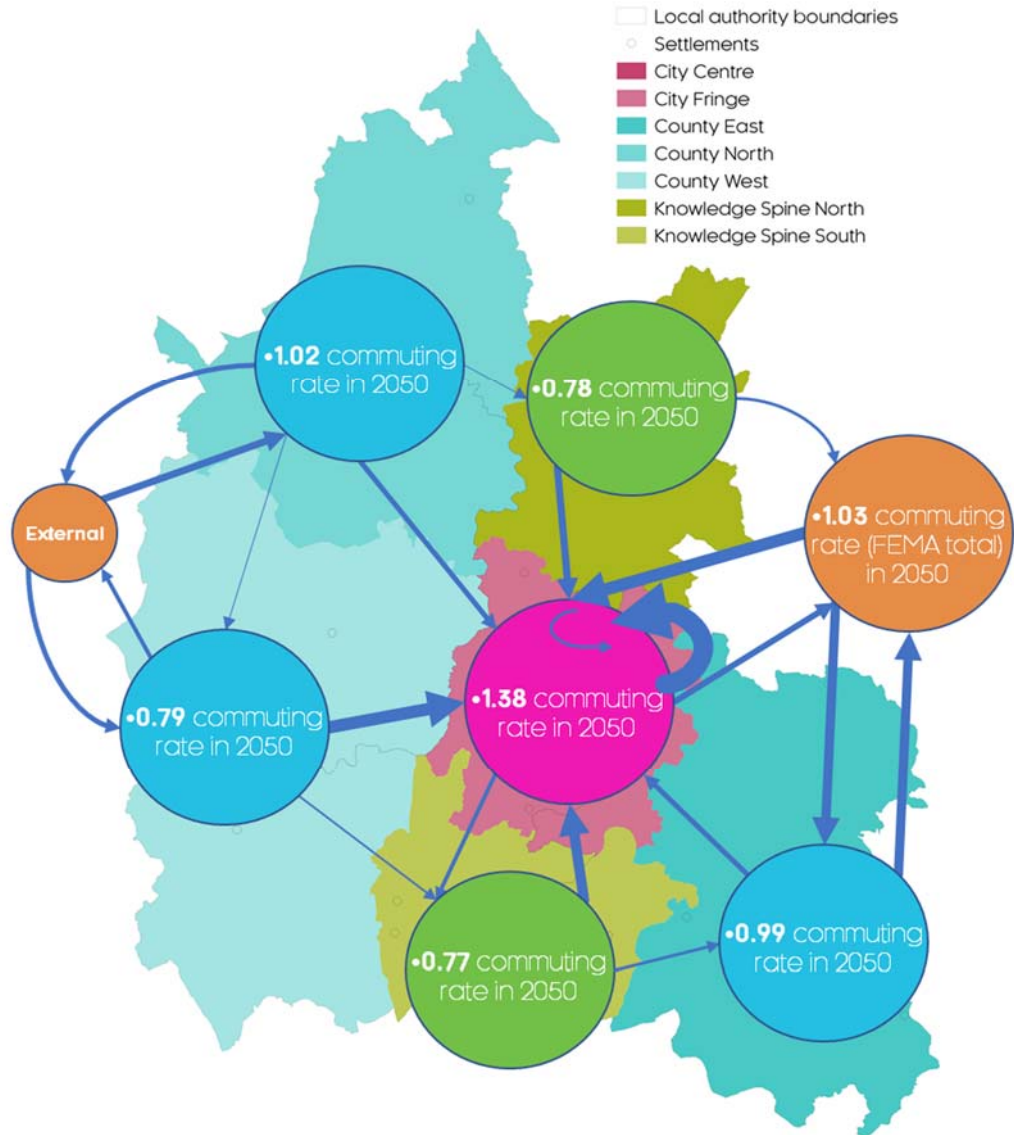 Local authority boundaries
Settlements
City Centre
City Fringe
County East
County North
County West
Knowledge Spine North
Knowledge Spine South
•1.02 commuting
rate in 2050
•0.78 commuting
rate in 2050
External
•1.03 commuting
rate (FEMA total)
in 2050
•0.79 commuting
rate in 2050
•1.38 commuting
rate in 2050
•0.77 commuting
rate in 2050
•0.99 commuting
rate in 2050